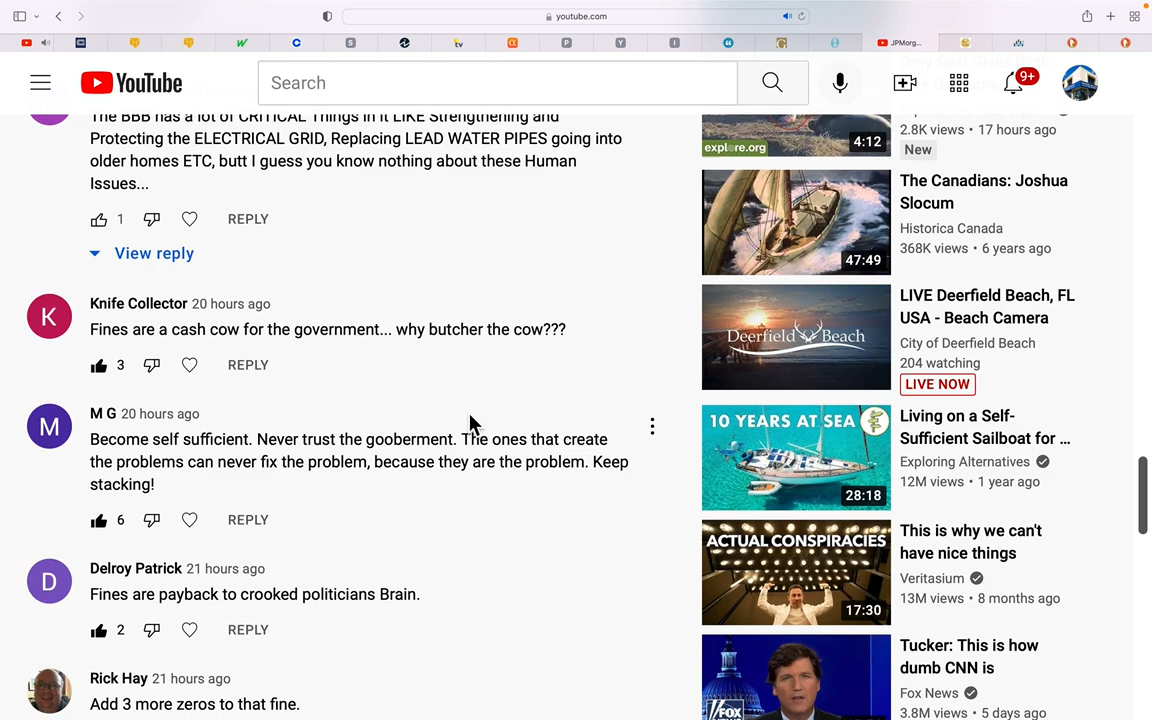 youtube.com
W
C
S
tv
P
Y
I
JPMorg...
YouTube
Search
9+
The BBB has a lot of CRITICAL Things in it LIKE Strengthening and
Protecting the ELECTRICAL GRID, Replacing LEAD WATER PIPES going into
older homes ETC, butt I guess you know nothing about these Human
Issues...
1
REPLY
View reply
K
Knife Collector 20 hours ago
Fines are a cash cow for the government... why butcher the cow???
3
REPLY
M
M G 20 hours ago
Become self sufficient. Never trust the gooberment. The ones that create
the problems can never fix the problem, because they are the problem. Keep
stacking!
6
REPLY
D
Delroy Patrick 21 hours ago
Fines are payback to crooked politicians Brain.
2
REPLY
Rick Hay 21 hours ago
Add 3 more zeros to that fine.
explore.org
4:12
2.8K views • 17 hours ago
New
47:49
The Canadians: Joshua
Slocum
Historica Canada
368K views • 6 years ago
Deerfield Beach
LIVE Deerfield Beach, FL
USA - Beach Camera
City of Deerfield Beach
204 watching
LIVE NOW
10 YEARS AT SEA
28:18
Living on a Self-
Sufficient Sailboat for ...
Exploring Alternatives
12M views • 1 year ago
ACTUAL CONSPIRACIES
17:30
This is why we can't
have nice things
Veritasium
13M views • 8 months ago
FOX
Tucker: This is how
dumb CNN is
Fox News
3.8M views • 5 days ago